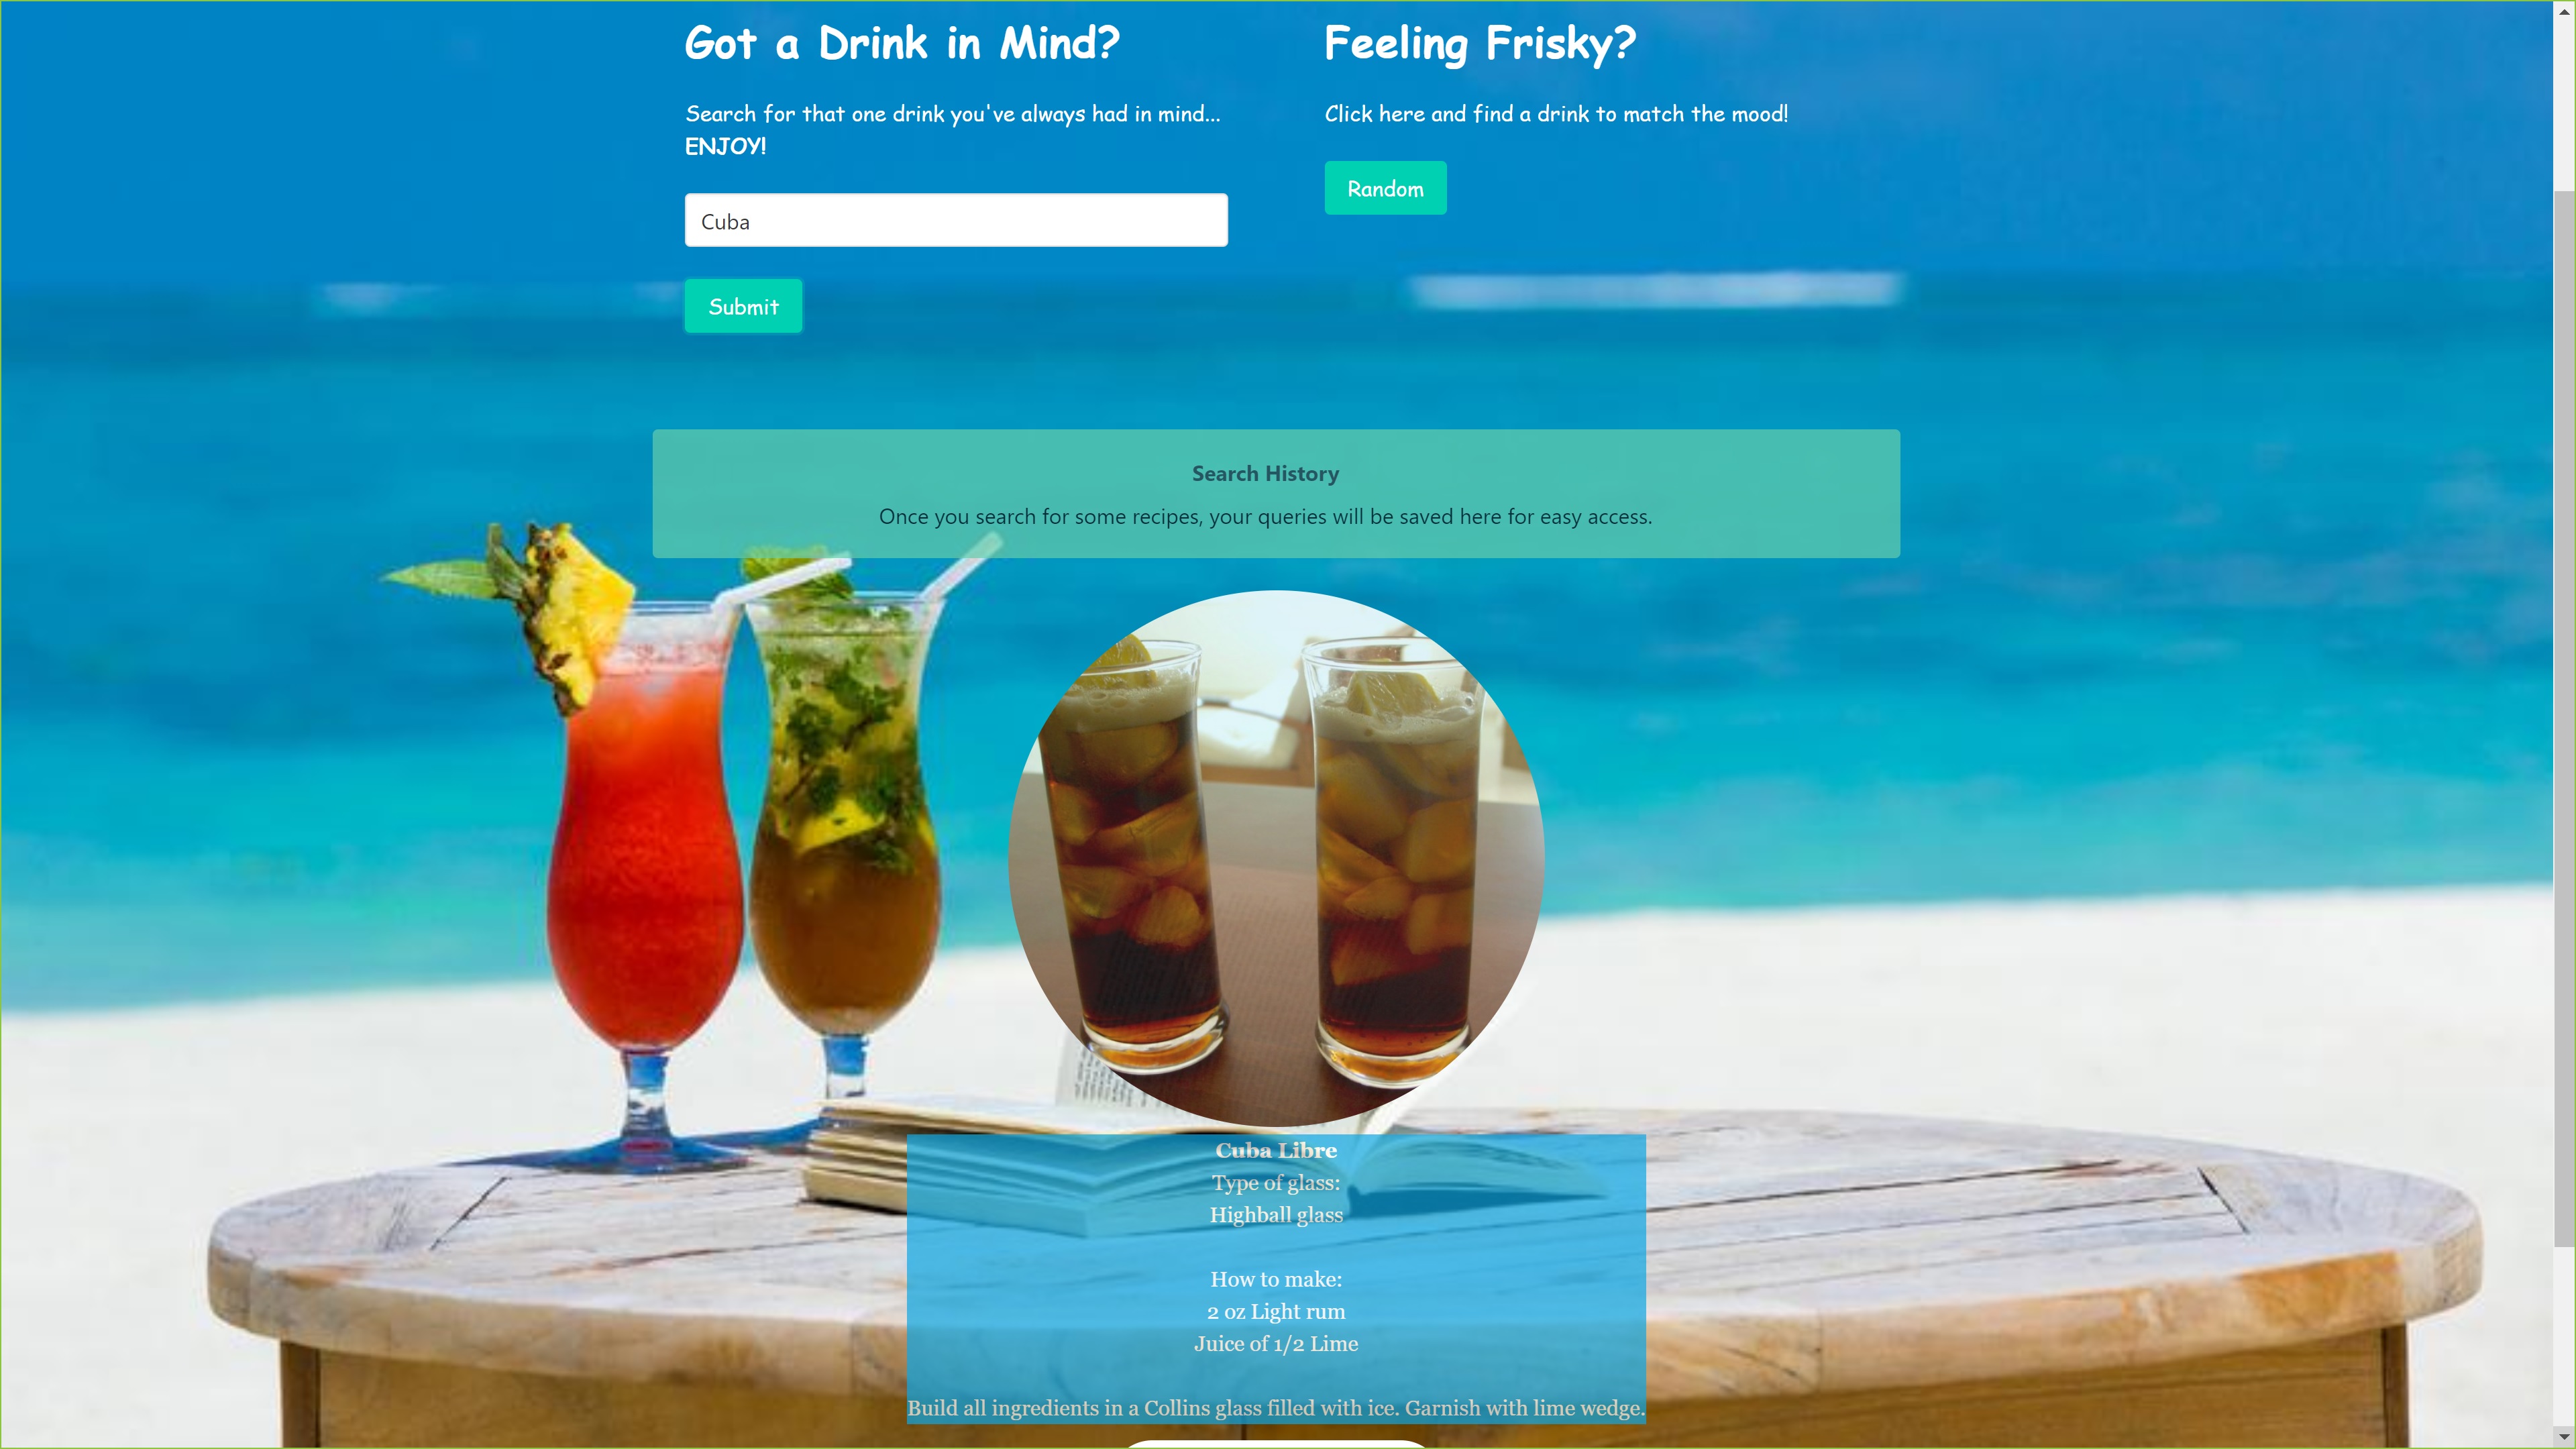 Got a Drink in Mind?
Search for that one drink you've always had in mind...
ENJOY!
Cuba
Submit
Feeling Frisky?
Click here and find a drink to match the mood!
Random
Search History
Once you search for some recipes, your queries will be saved here for easy access.
Cuba Libre
Type of glass:
Highball glass
How to make:
2 oz Light rum
Juice of 1/2 Lime
Build all ingredients in a Collins glass filled with ice. Garnish with lime wedge.